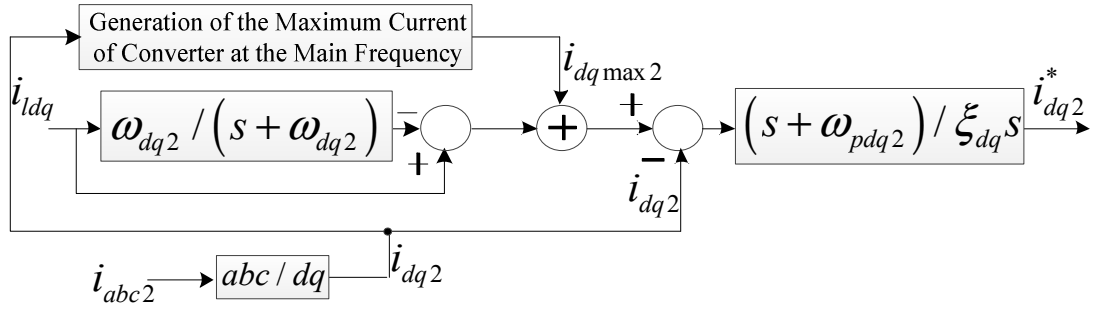 Generation of the Maximum Current
of Converter at the Main Frequency
i_{dq max 2}
i_{ldq}
ω_{dq2} / (s + ω_{dq2})
−
+
+
+
−
(s + ω_{pdq2}) / ξ_{dq} s
i^{*}_{dq2}
i_{dq2}
i_{abc2}
abc / dq
i_{dq2}